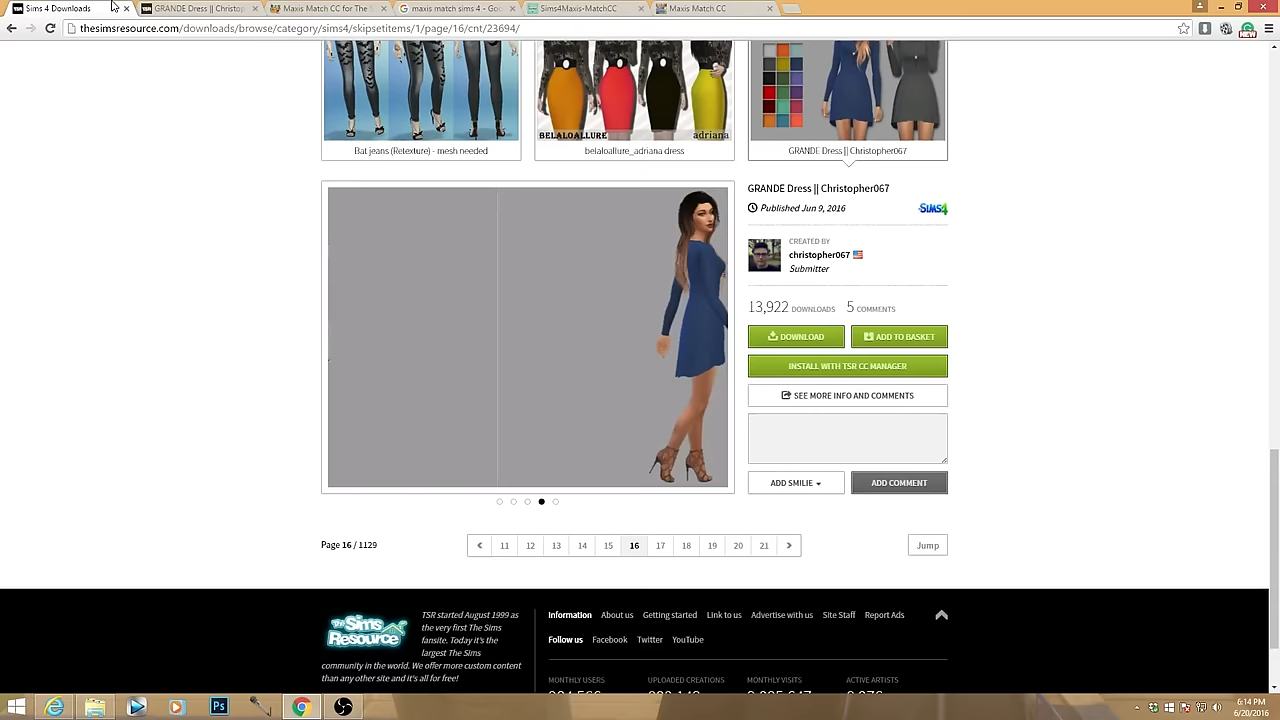 Sims 4 Downloads
GRANDE Dress || Christop
Maxis Match CC for The S
maxis match sims 4 - Goo
Sims4Maxis-MatchCC
Maxis Match CC
thesimsresource.com/downloads/browse/category/sims4/skipsetitems/1/page/16/cnt/23694/
BELALOALLURE
adriana
Bat jeans (Retexture) - mesh needed
belaloallure_adriana dress
GRANDE Dress || Christopher067
GRANDE Dress || Christopher067
Published Jun 9, 2016
SIMS4
CREATED BY
christopher067
Submitter
13,922 DOWNLOADS 5 COMMENTS
DOWNLOAD
ADD TO BASKET
INSTALL WITH TSR CC MANAGER
SEE MORE INFO AND COMMENTS
ADD SMILIE
ADD COMMENT
Page 16 / 1129
11 12 13 14 15 16 17 18 19 20 21
Jump
The Sims Resource
TSR started August 1999 as
the very first The Sims
fansite. Today it's the
largest The Sims
community in the world. We offer more custom content
than any other site and it's all for free!
Information About us Getting started Link to us Advertise with us Site Staff Report Ads
Follow us Facebook Twitter YouTube
MONTHLY USERS UPLOADED CREATIONS MONTHLY VISITS ACTIVE ARTISTS
6:14 PM
6/20/2016